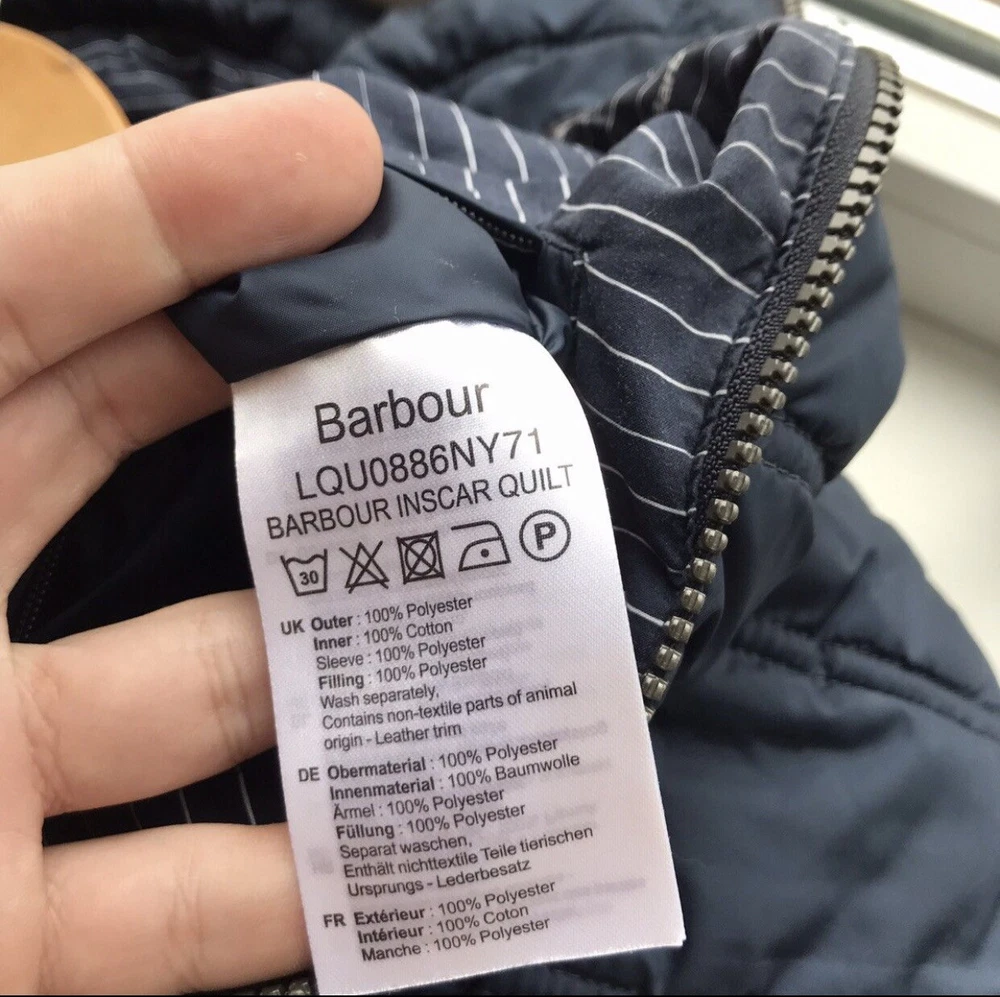 Barbour
LQU0886NY71
BARBOUR INSCAR QUILT
30 P
UK Outer : 100% Polyester
Inner : 100% Cotton
Sleeve : 100% Polyester
Filling : 100% Polyester
Wash separately,
Contains non-textile parts of animal
origin - Leather trim
DE Obermaterial : 100% Polyester
Innenmaterial : 100% Baumwolle
Ärmel : 100% Polyester
Füllung : 100% Polyester
Separat waschen,
Enthält nichttextile Teile tierischen
Ursprungs - Lederbesatz
FR Extérieur : 100% Polyester
Intérieur : 100% Coton
Manche : 100% Polyester